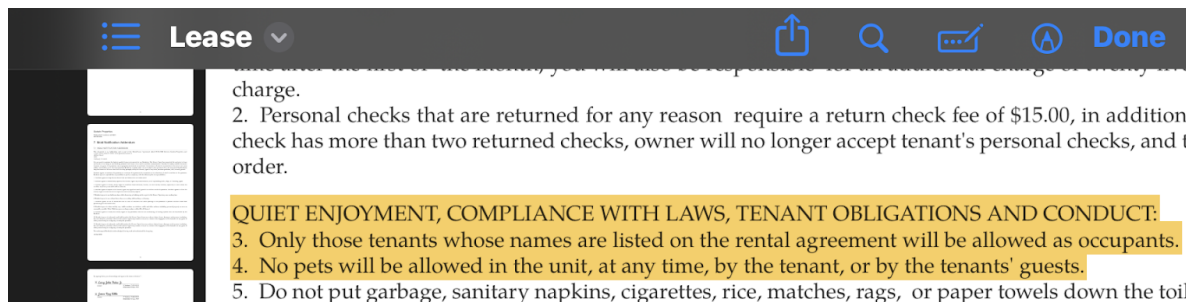 Lease
Done
charge.
2. Personal checks that are returned for any reason require a return check fee of $15.00, in addition
check has more than two returned checks, owner will no longer accept tenant's personal checks, and
order.
QUIET ENJOYMENT, COMPLIANCE WITH LAWS, TENANT OBLIGATIONS AND CONDUCT:
3. Only those tenants whose names are listed on the rental agreement will be allowed as occupants.
4. No pets will be allowed in the unit, at any time, by the tenant, or by the tenants' guests.
5. Do not put garbage, sanitary napkins, cigarettes, rice, matches, rags, or paper towels down the